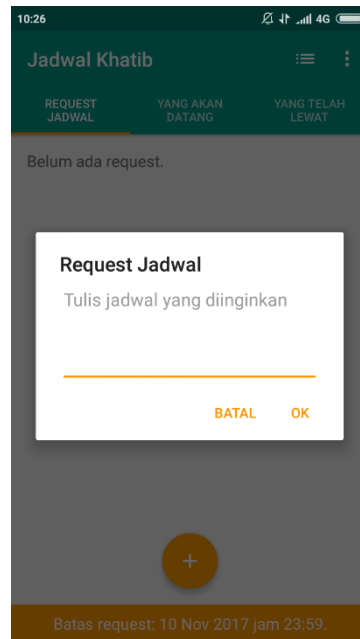 10:26
4G
Jadwal Khatib
REQUEST
JADWAL
YANG AKAN
DATANG
YANG TELAH
LEWAT
Belum ada request.
Request Jadwal
Tulis jadwal yang diinginkan
BATAL OK
+
Batas request: 10 Nov 2017 jam 23:59.